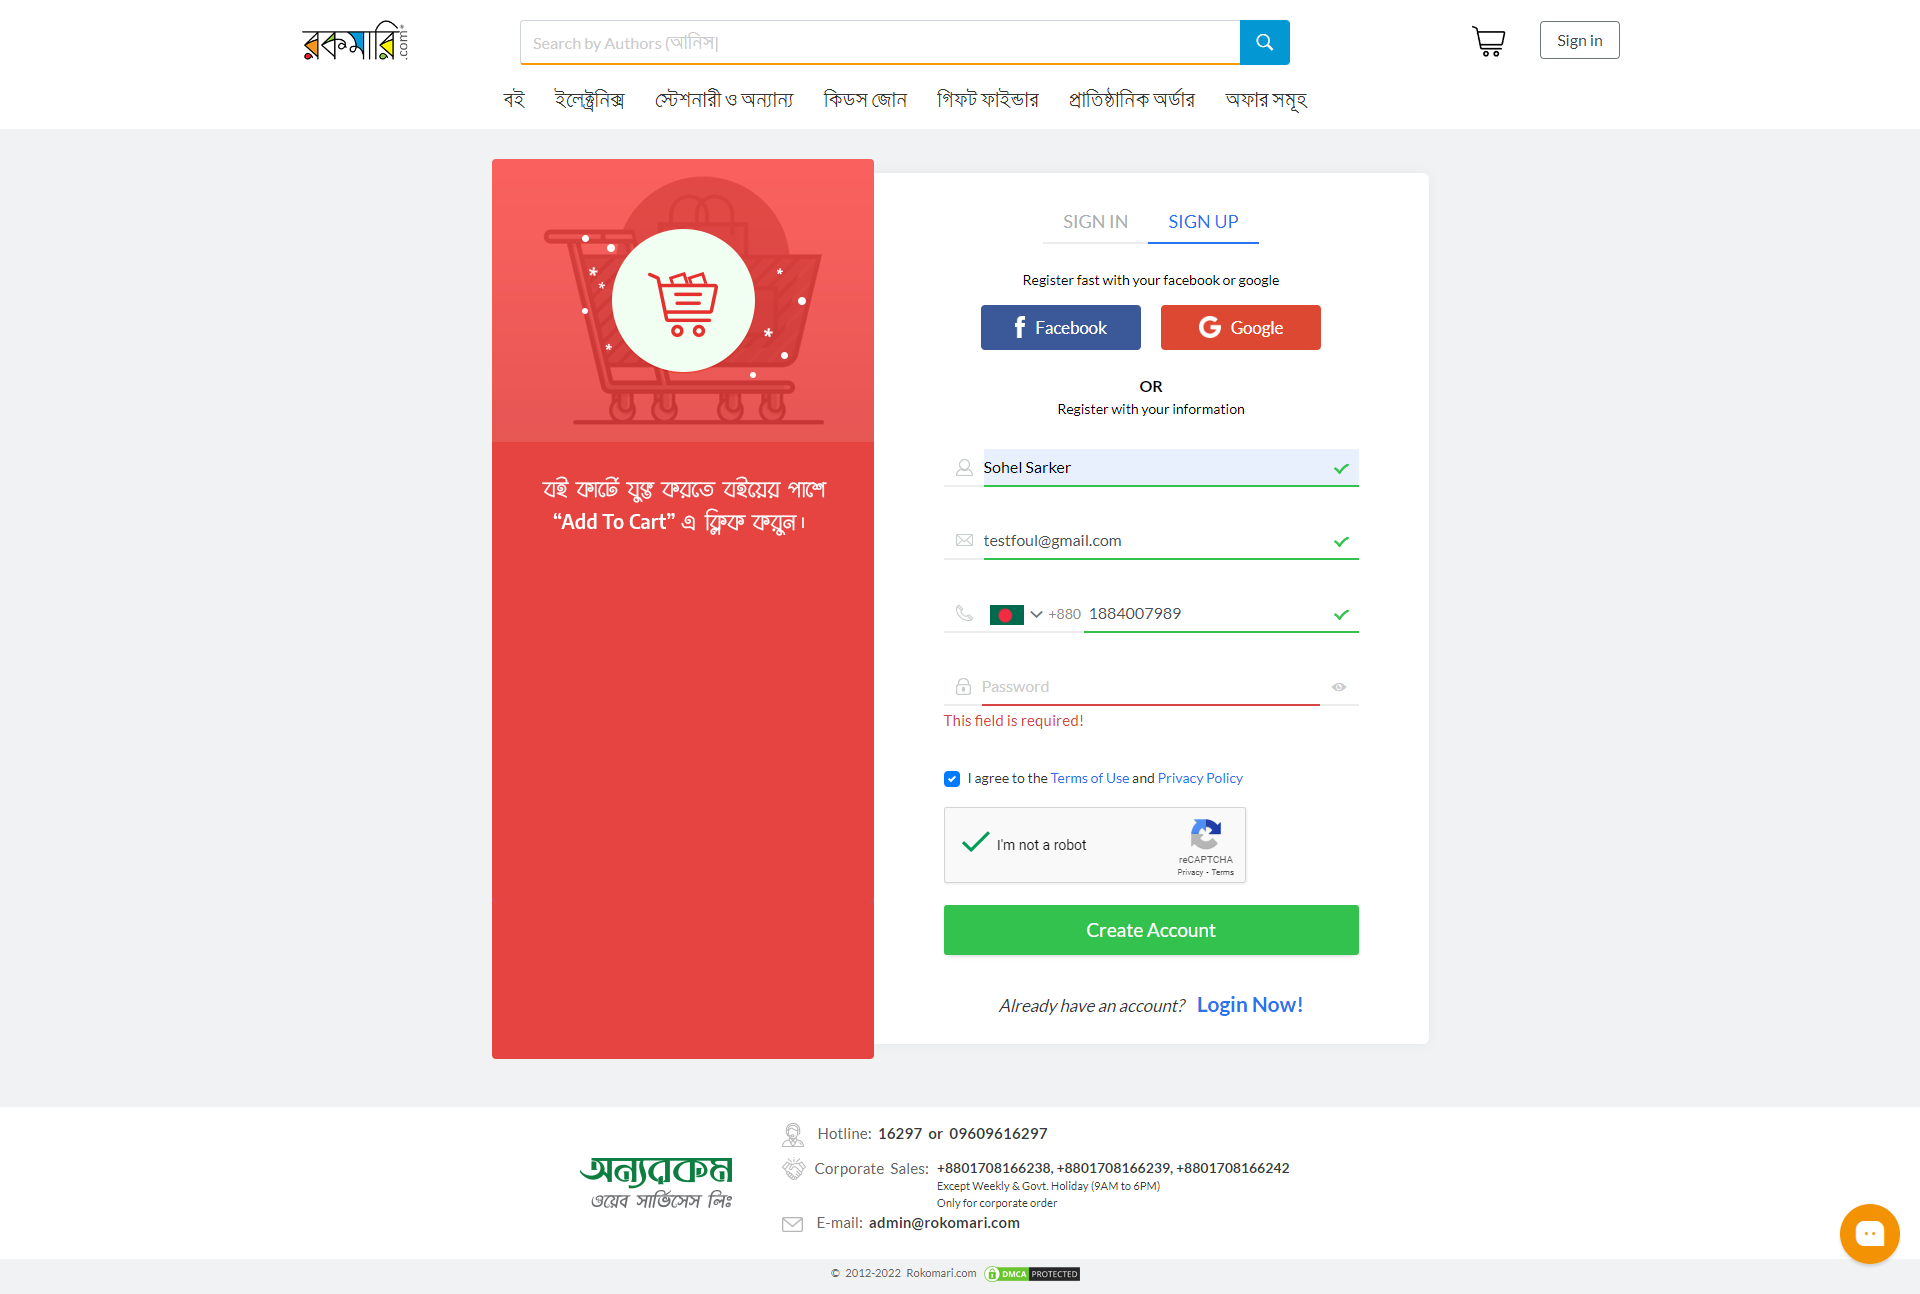 রকমারি.com
Search by Authors (আনিস|
Sign in
বই ইলেক্ট্রনিক্স স্টেশনারী ও অন্যান্য কিডস জোন গিফট ফাইন্ডার প্রাতিষ্ঠানিক অর্ডার অফার সমূহ
বই কার্টে যুক্ত করতে বইয়ের পাশে
“Add To Cart” এ ক্লিক করুন।
SIGN IN SIGN UP
Register fast with your facebook or google
Facebook Google
OR
Register with your information
Sohel Sarker
testfoul@gmail.com
+880 1884007989
Password
This field is required!
I agree to the Terms of Use and Privacy Policy
I'm not a robot
reCAPTCHA
Privacy - Terms
Create Account
Already have an account? Login Now!
অন্যরকম
ওয়েব সার্ভিসেস লিঃ
Hotline: 16297 or 09609616297
Corporate Sales: +8801708166238, +8801708166239, +8801708166242
Except Weekly & Govt. Holiday (9AM to 6PM)
Only for corporate order
E-mail: admin@rokomari.com
© 2012-2022 Rokomari.com DMCA PROTECTED